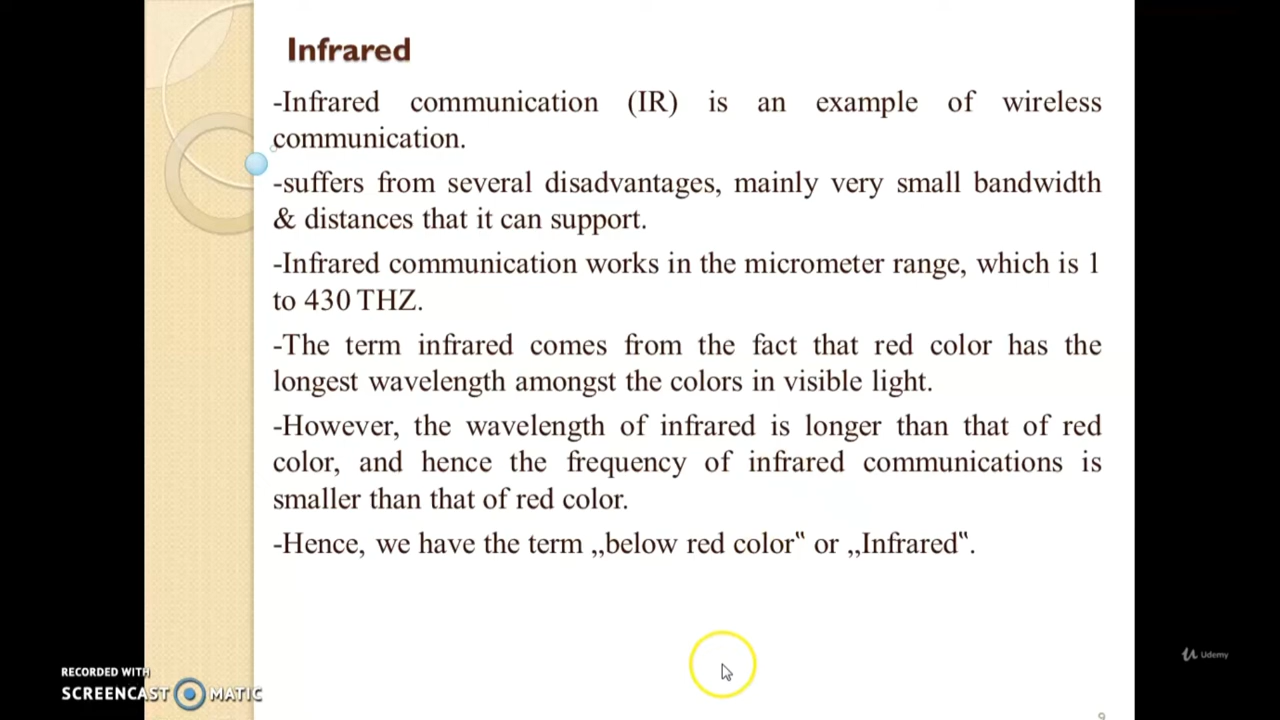 Infrared
-Infrared communication (IR) is an example of wireless
communication.
-suffers from several disadvantages, mainly very small bandwidth
& distances that it can support.
-Infrared communication works in the micrometer range, which is 1
to 430 THZ.
-The term infrared comes from the fact that red color has the
longest wavelength amongst the colors in visible light.
-However, the wavelength of infrared is longer than that of red
color, and hence the frequency of infrared communications is
smaller than that of red color.
-Hence, we have the term „below red color‟ or „Infrared‟.
Udemy
RECORDED WITH
SCREENCAST MATIC
9